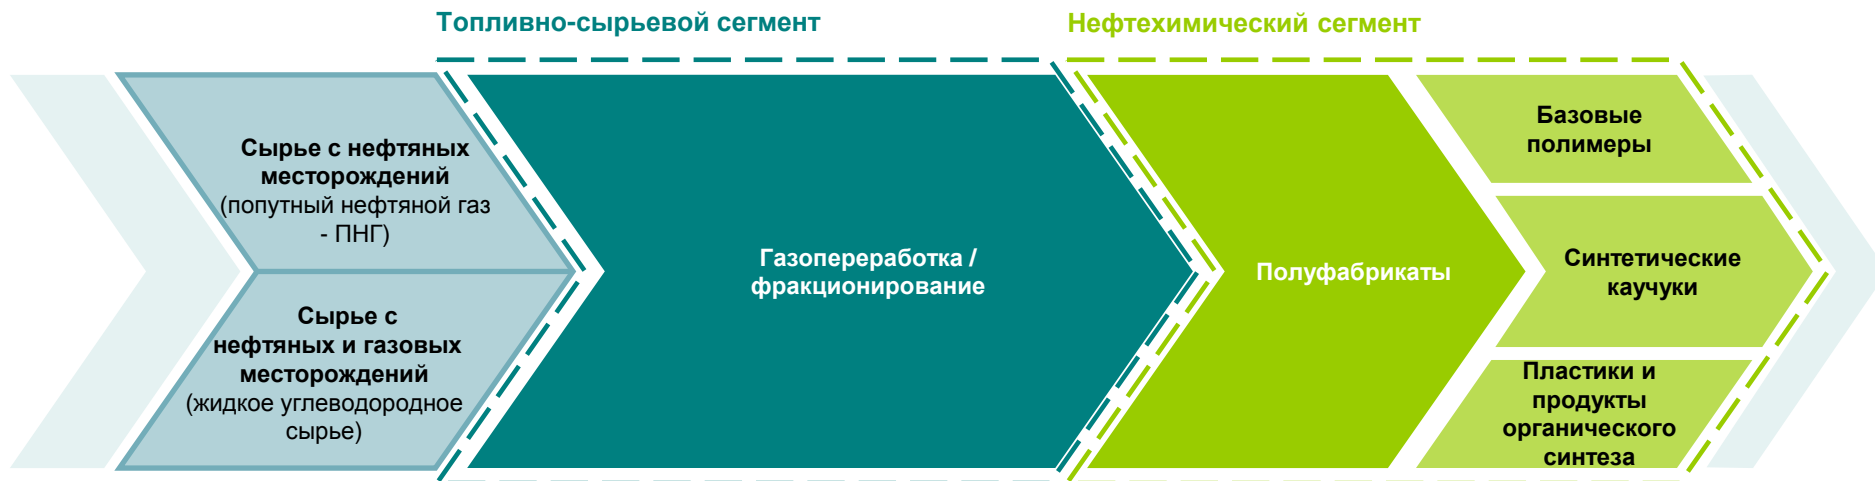 Топливно-сырьевой сегмент
Нефтехимический сегмент
Сырье с нефтяных
месторождений
(попутный нефтяной газ
- ПНГ)
Сырье с
нефтяных и газовых
месторождений
(жидкое углеводородное
сырье)
Газопереработка /
фракционирование
Полуфабрикаты
Базовые
полимеры
Синтетические
каучуки
Пластики и
продукты
органического
синтеза